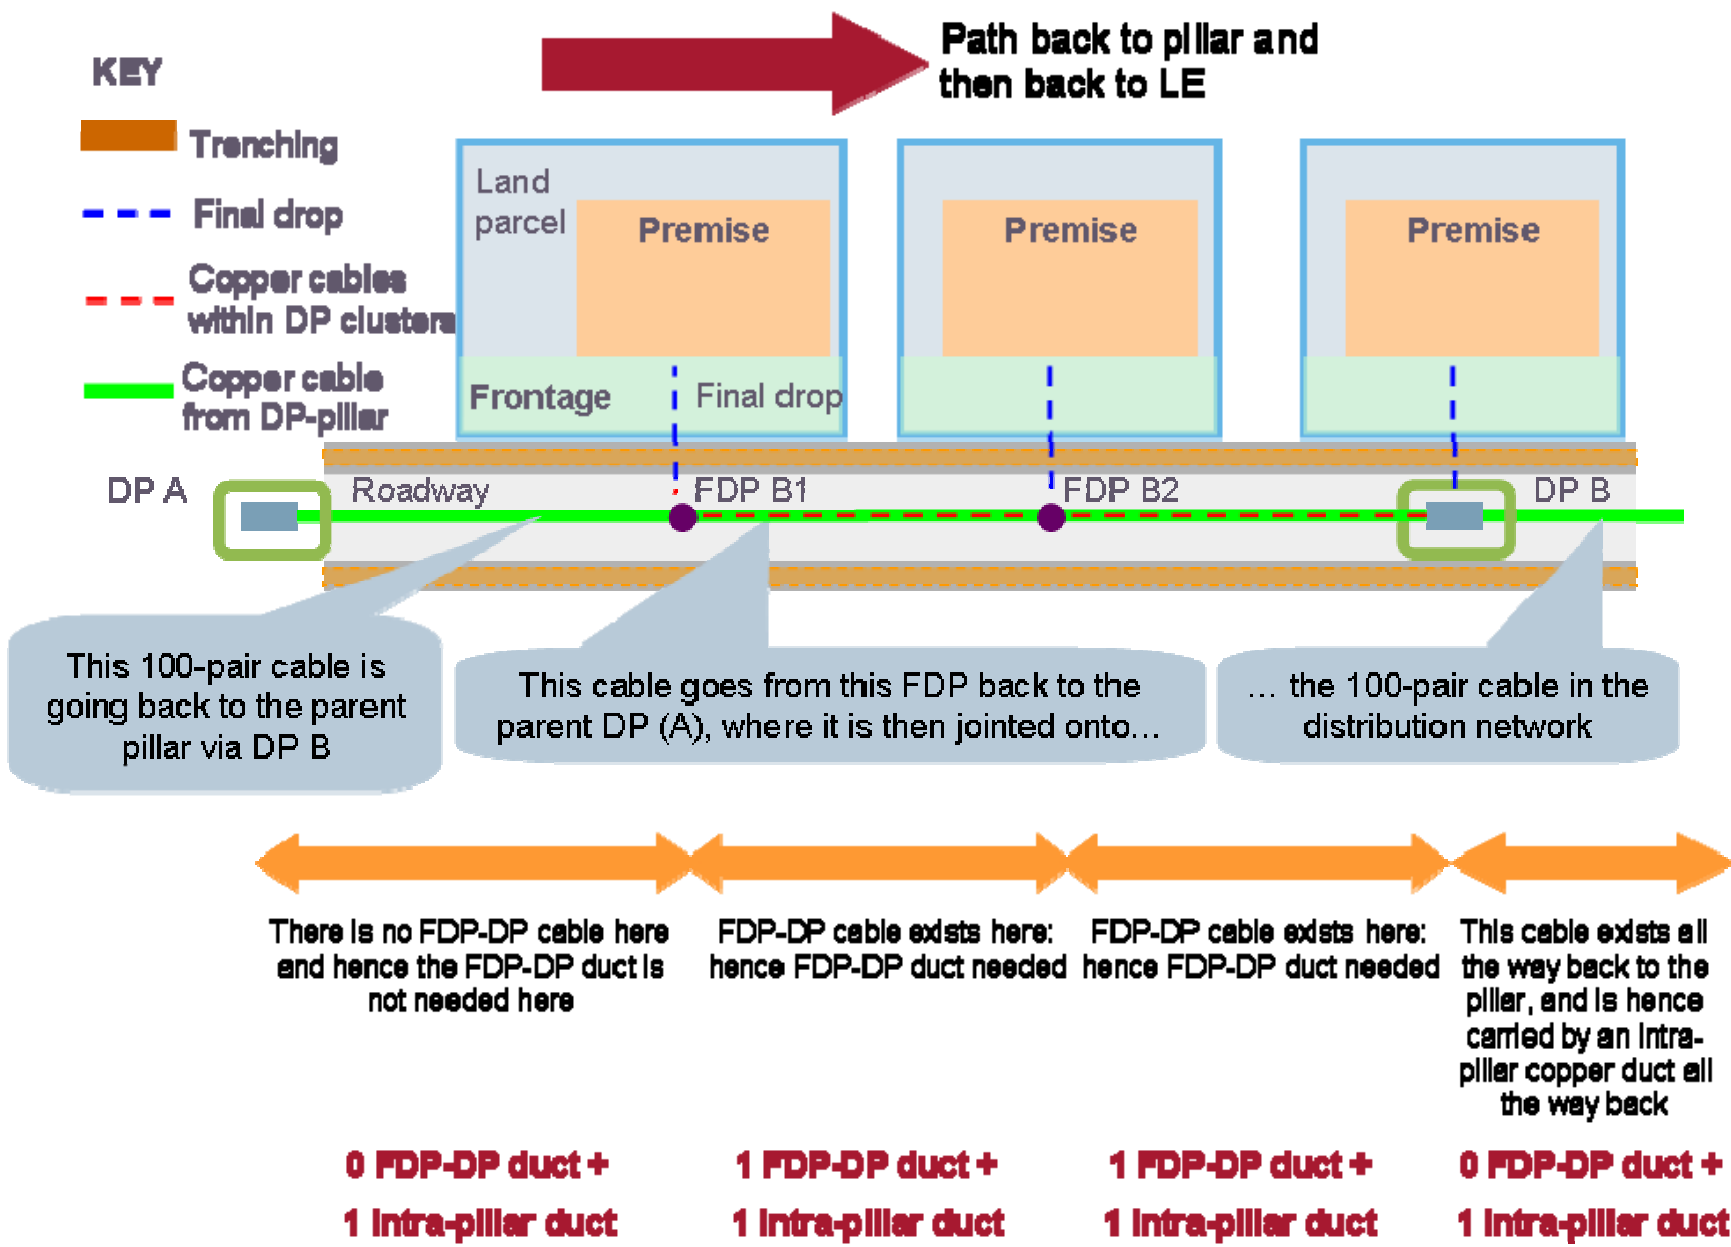 Path back to pillar and
then back to LE
KEY
Trenching
Final drop
Copper cables
within DP clusters
Copper cable
from DP-pillar
Land
parcel
Premise
Premise
Premise
Frontage
Final drop
DP A
Roadway
FDP B1
FDP B2
DP B
This 100-pair cable is
going back to the parent
pillar via DP B
This cable goes from this FDP back to the
parent DP (A), where it is then jointed onto...
... the 100-pair cable in the
distribution network
There is no FDP-DP cable here
and hence the FDP-DP duct is
not needed here
FDP-DP cable exists here:
hence FDP-DP duct needed
FDP-DP cable exists here:
hence FDP-DP duct needed
This cable exists all
the way back to the
pillar, and is hence
carried by an intra-
pillar copper duct all
the way back
0 FDP-DP duct +
1 intra-pillar duct
1 FDP-DP duct +
1 intra-pillar duct
1 FDP-DP duct +
1 intra-pillar duct
0 FDP-DP duct +
1 intra-pillar duct